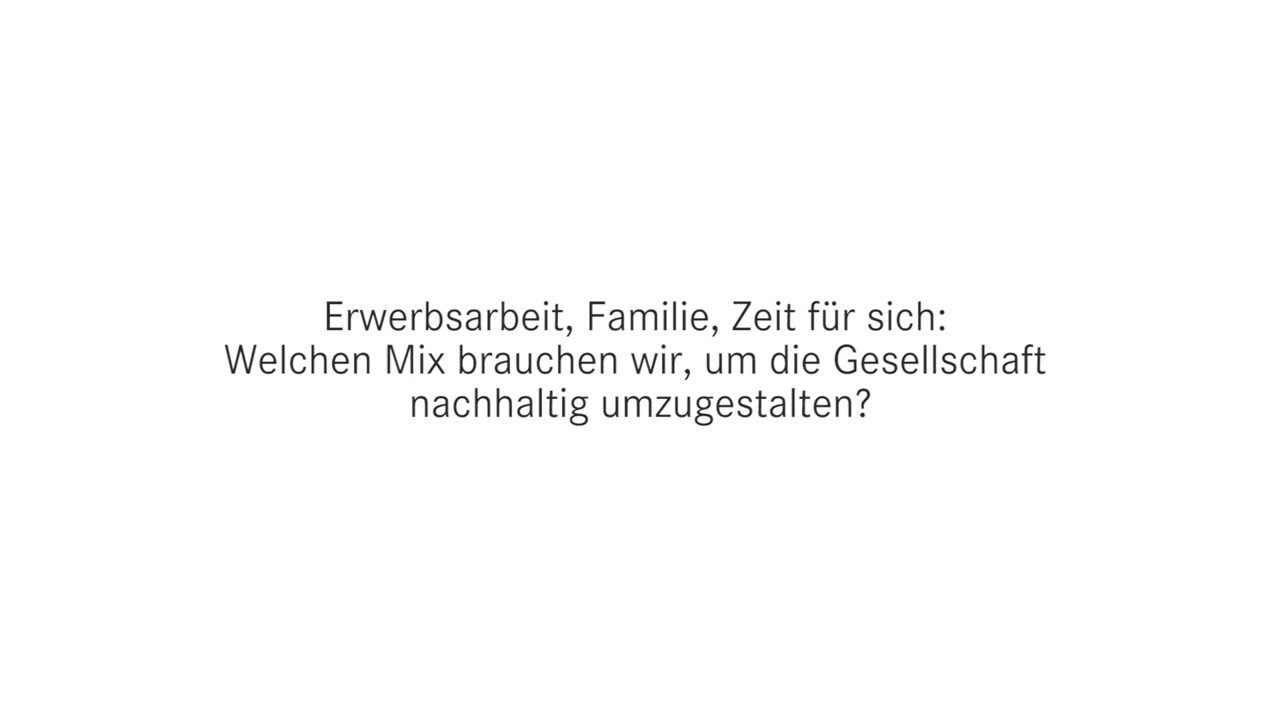 Erwerbsarbeit, Familie, Zeit für sich:
Welchen Mix brauchen wir, um die Gesellschaft
nachhaltig umzugestalten?